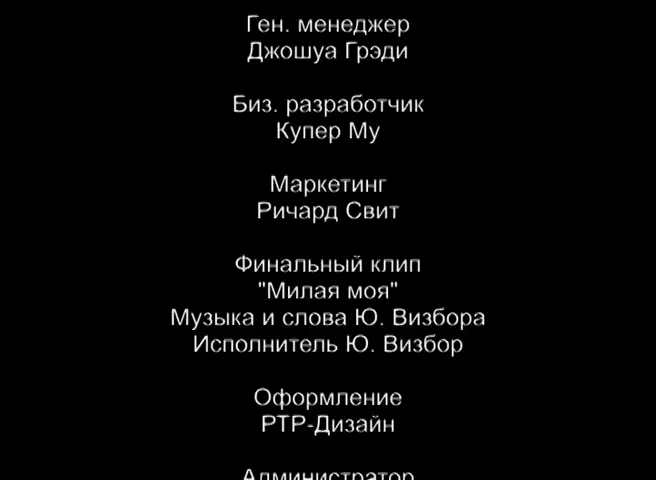 Ген. менеджер
Джошуа Грэди
Биз. разработчик
Купер Му
Маркетинг
Ричард Свит
Финальный клип
"Милая моя"
Музыка и слова Ю. Визбора
Исполнитель Ю. Визбор
Оформление
РТР-Дизайн
Администратор